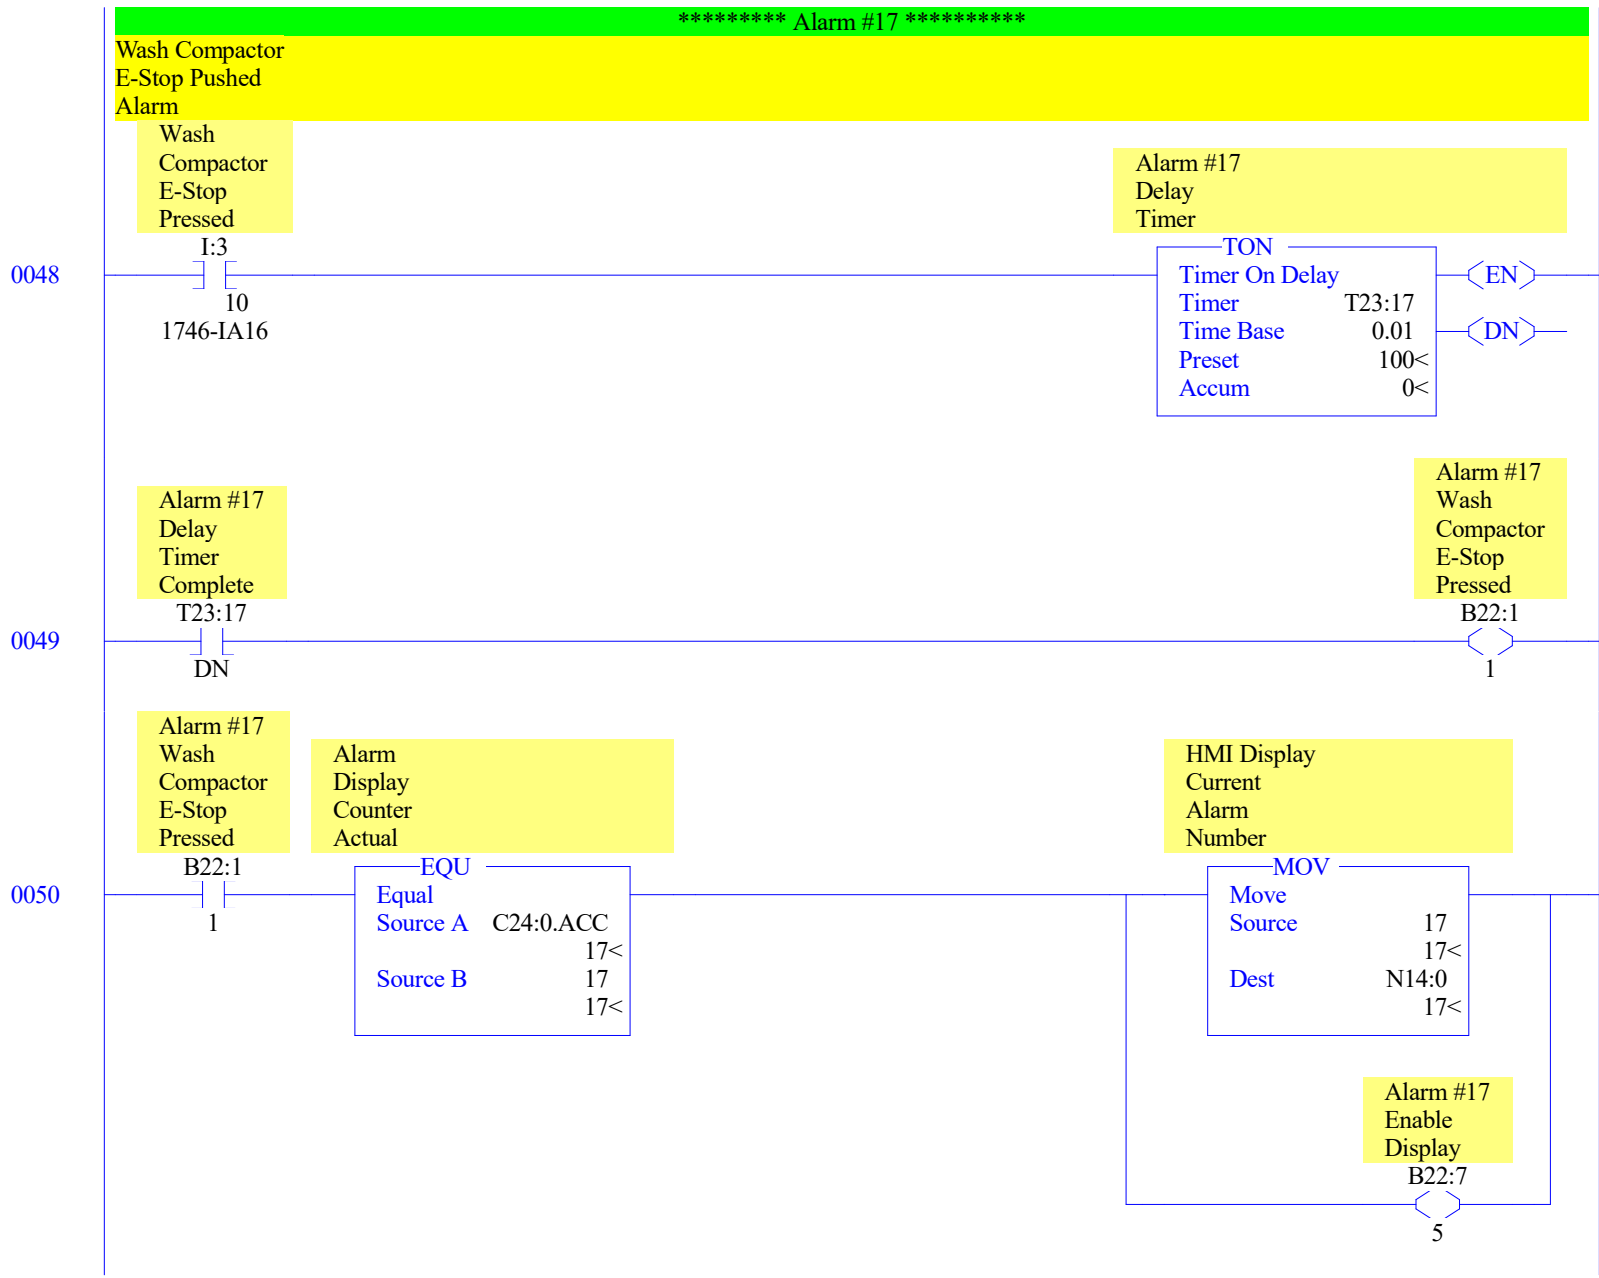 ********* Alarm #17 **********
Wash Compactor
E-Stop Pushed
Alarm
Wash
Compactor
E-Stop
Pressed
I:3
10
1746-IA16
0048
Alarm #17
Delay
Timer
TON
Timer On Delay
Timer T23:17
Time Base 0.01
Preset 100<
Accum 0<
EN
DN
Alarm #17
Delay
Timer
Complete
T23:17
DN
0049
Alarm #17
Wash
Compactor
E-Stop
Pressed
B22:1
1
Alarm #17
Wash
Compactor
E-Stop
Pressed
B22:1
1
0050
Alarm
Display
Counter
Actual
EQU
Equal
Source A C24:0.ACC
17<
Source B 17
17<
HMI Display
Current
Alarm
Number
MOV
Move
Source 17
17<
Dest N14:0
17<
Alarm #17
Enable
Display
B22:7
5